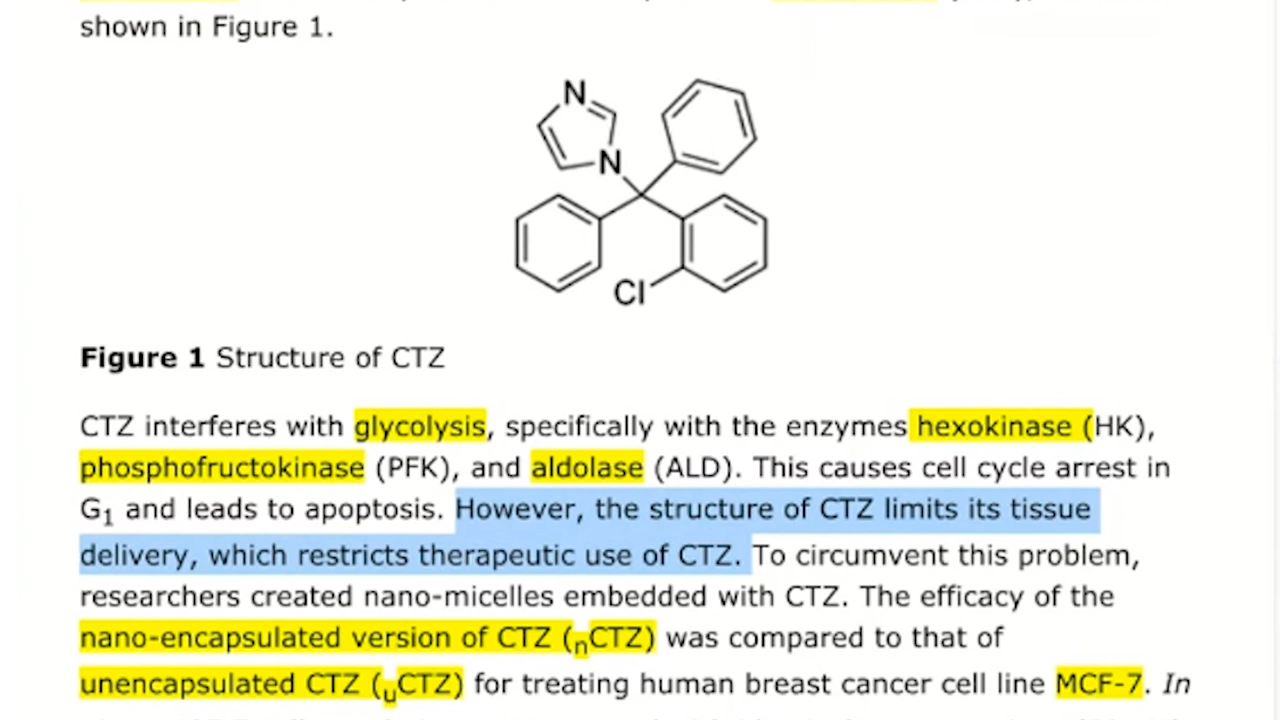 shown in Figure 1.
N
N
Cl
Figure 1 Structure of CTZ
CTZ interferes with glycolysis, specifically with the enzymes hexokinase (HK),
phosphofructokinase (PFK), and aldolase (ALD). This causes cell cycle arrest in
G₁ and leads to apoptosis. However, the structure of CTZ limits its tissue
delivery, which restricts therapeutic use of CTZ. To circumvent this problem,
researchers created nano-micelles embedded with CTZ. The efficacy of the
nano-encapsulated version of CTZ (ₙCTZ) was compared to that of
unencapsulated CTZ (ᵤCTZ) for treating human breast cancer cell line MCF-7. In